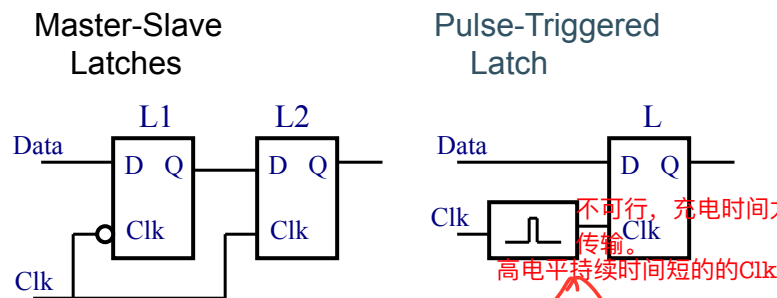 Master-Slave
Latches
Pulse-Triggered
Latch
L1
L2
L
Data
D Q
D Q
Data
D Q
Clk
Clk
Clk
Clk
Clk
不可行，充电时间
传输。
高电平持续时间短的的Clk